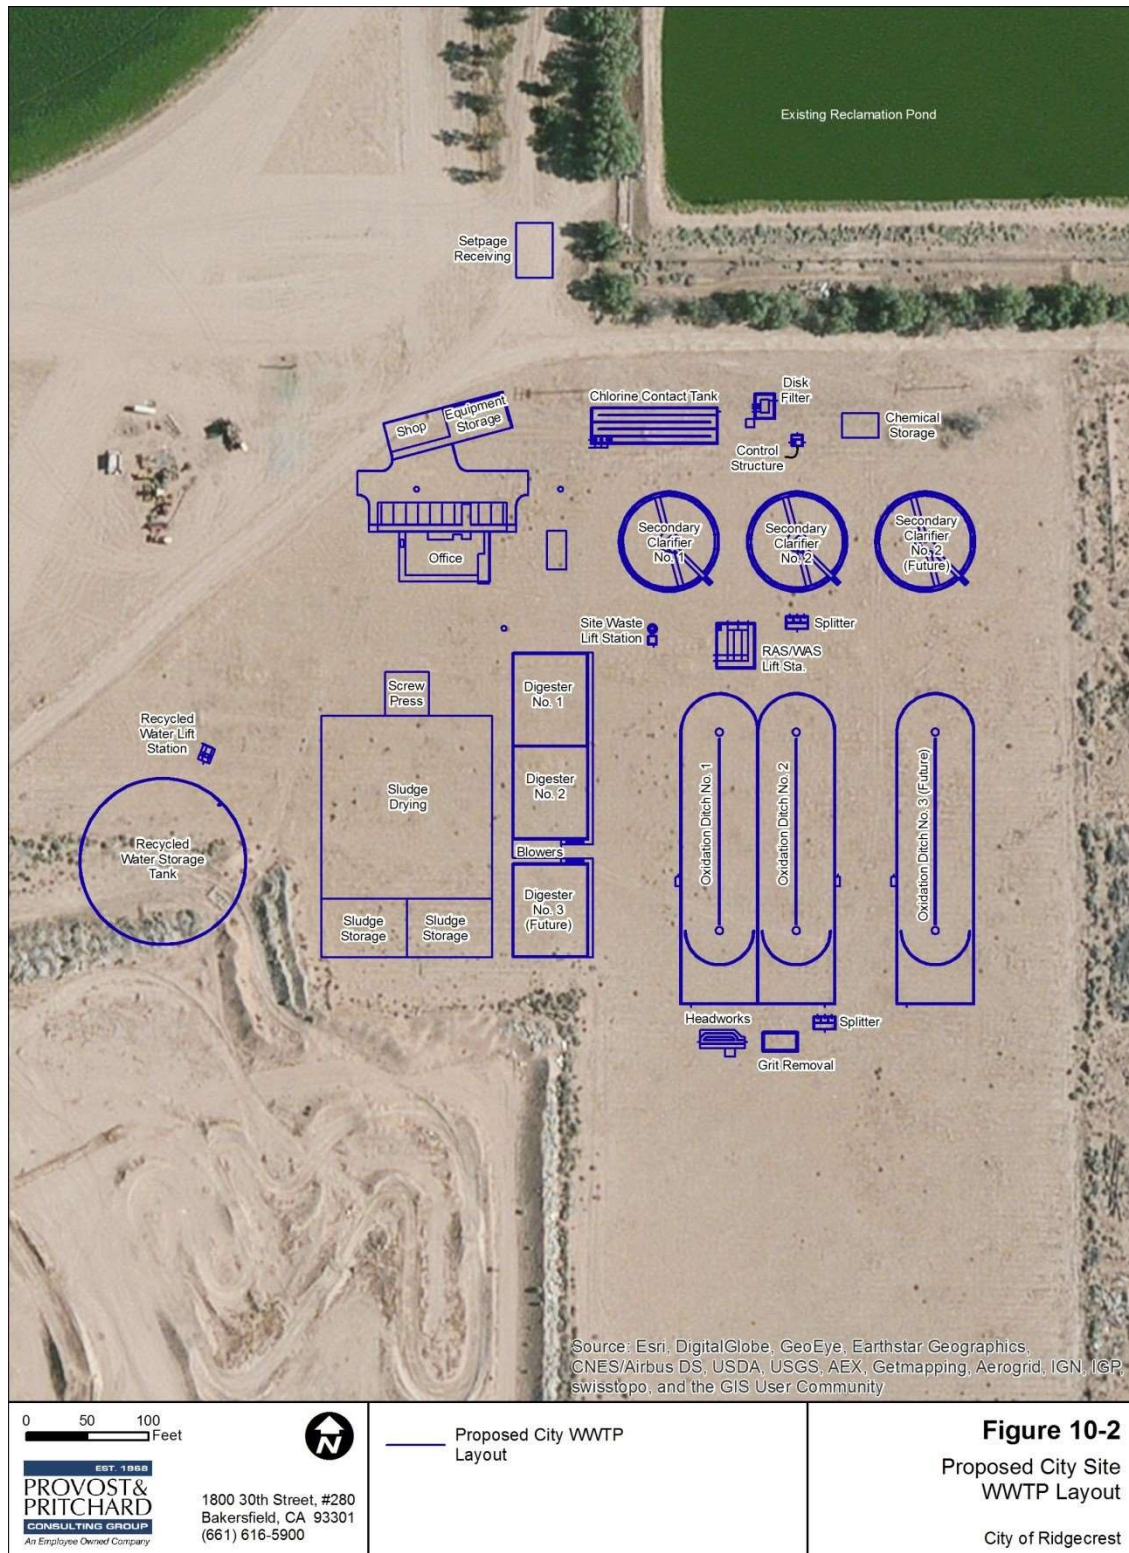 Existing Reclamation Pond
Setpage
Receiving
Shop
Equipment
Storage
Chlorine Contact Tank
Disk
Filter
Control
Structure
Chemical
Storage
Office
Secondary
Clarifier
No. 1
Secondary
Clarifier
No. 2
Secondary
Clarifier
No. 2
(Future)
Site Waste
Lift Station
Splitter
RAS/WAS
Lift Sta.
Screw
Press
Digester
No. 1
Recycled
Water Lift
Station
Sludge
Drying
Digester
No. 2
Oxidation Ditch No. 1
Oxidation Ditch No. 2
Oxidation Ditch No. 3 (Future)
Recycled
Water Storage
Tank
Blowers
Digester
No. 3
(Future)
Sludge
Storage
Sludge
Storage
Headworks
Splitter
Grit Removal
Source: Esri, DigitalGlobe, GeoEye, Earthstar Geographics,
CNES/Airbus DS, USDA, USGS, AEX, Getmapping, Aerogrid, IGN, IGP,
swisstopo, and the GIS User Community
0 50 100
Feet
N
EST. 1968
PROVOST&
PRITCHARD
CONSULTING GROUP
An Employee Owned Company
1800 30th Street, #280
Bakersfield, CA 93301
(661) 616-5900
Proposed City WWTP
Layout
Figure 10-2
Proposed City Site
WWTP Layout
City of Ridgecrest